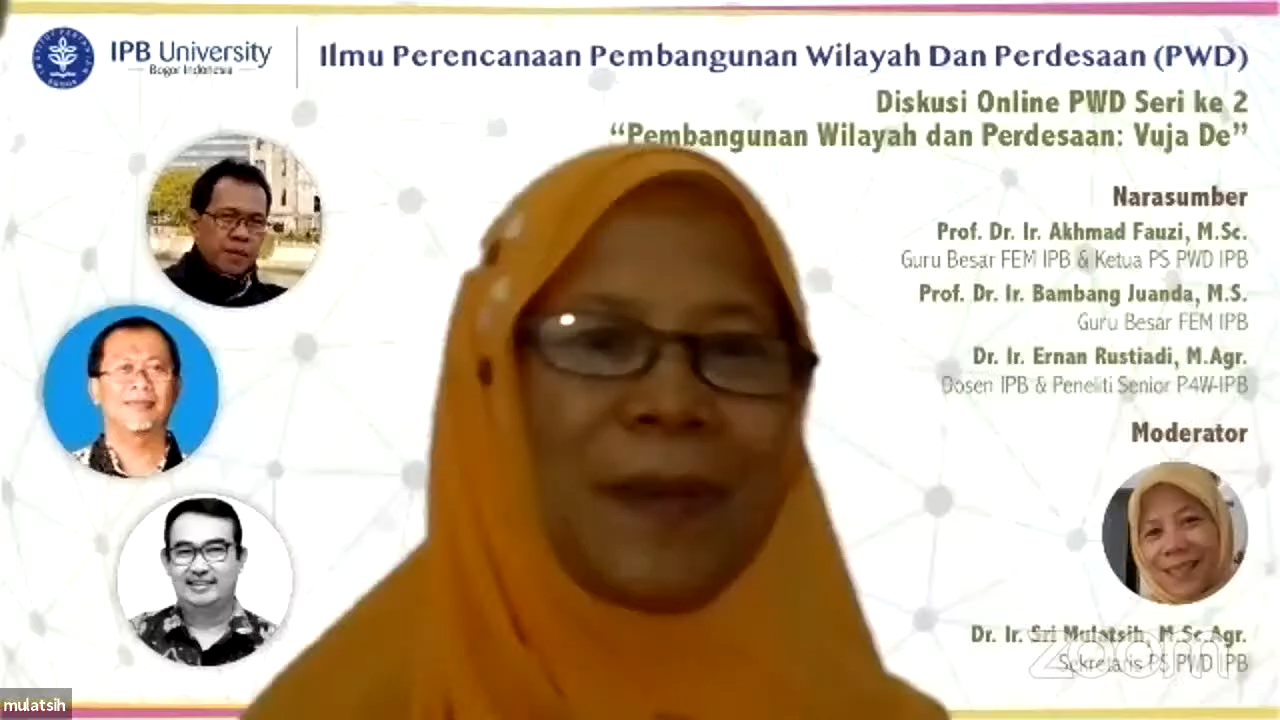 IPB University
Bogor Indonesia
Ilmu Perencanaan Pembangunan Wilayah Dan Perdesaan (PWD)
Diskusi Online PWD Seri ke 2
“Pembangunan Wilayah dan Perdesaan: Vuja De”
Narasumber
Prof. Dr. Ir. Akhmad Fauzi, M.Sc.
Guru Besar FEM IPB & Ketua PS PWD IPB
Prof. Dr. Ir. Bambang Juanda, M.S.
Guru Besar FEM IPB
Dr. Ir. Ernan Rustiadi, M.Agr.
Dosen IPB & Peneliti Senior P4W-IPB
Moderator
Dr. Ir. Sri Mulatsih, M.Sc.Agr.
Sekretaris PS PWD IPB
zoom
mulatsih